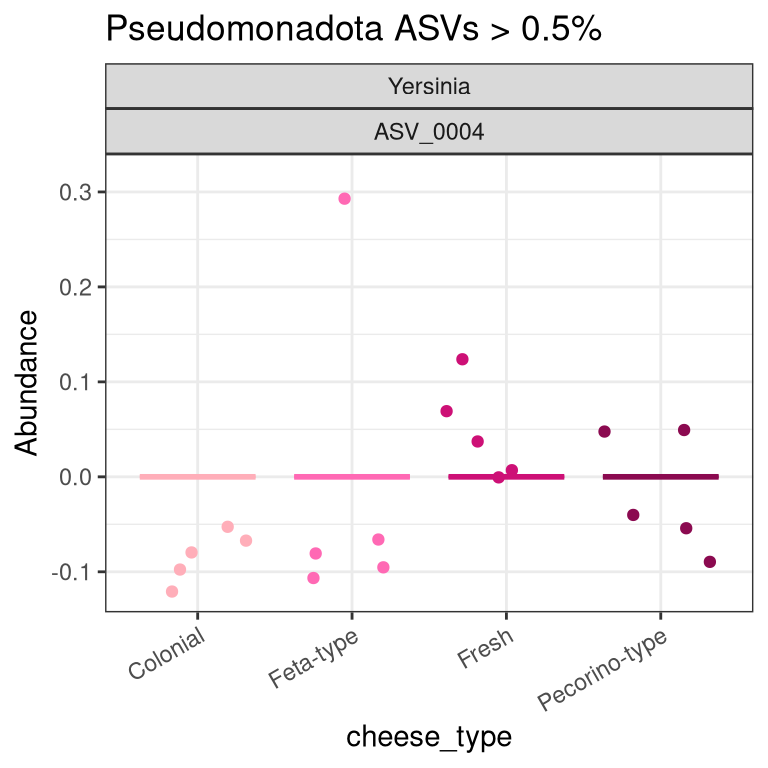 Pseudomonadota ASVs > 0.5%
Yersinia
ASV_0004
0.3
0.2
0.1
0.0
-0.1
Abundance
Colonial
Feta-type
Fresh
Pecorino-type
cheese_type